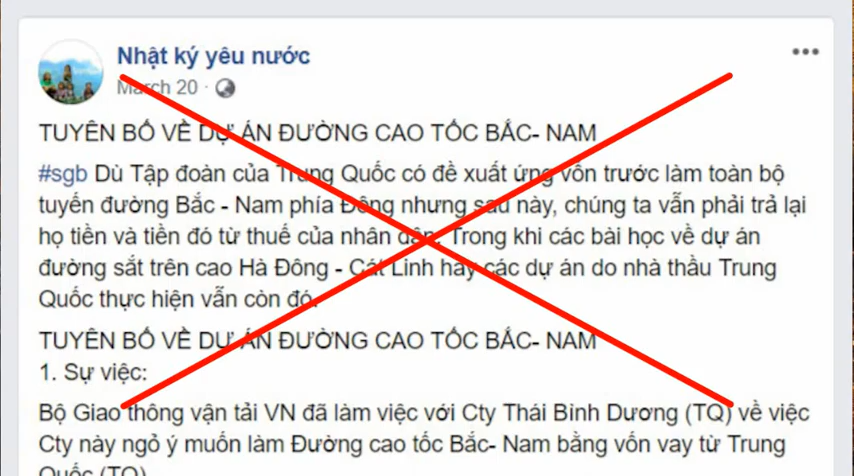 Nhật ký yêu nước
March 20 ·
TUYÊN BỐ VỀ DỰ ÁN ĐƯỜNG CAO TỐC BẮC- NAM
#sgb Dù Tập đoàn của Trung Quốc có đề xuất ứng vốn trước làm toàn bộ
tuyến đường Bắc - Nam phía Đông nhưng sau này, chúng ta vẫn phải trả lại
họ tiền và tiền đó từ thuế của nhân dân. Trong khi các bài học về dự án
đường sắt trên cao Hà Đông - Cát Linh hay các dự án do nhà thầu Trung
Quốc thực hiện vẫn còn đó.
TUYÊN BỐ VỀ DỰ ÁN ĐƯỜNG CAO TỐC BẮC- NAM
1. Sự việc:
Bộ Giao thông vận tải VN đã làm việc với Cty Thái Bình Dương (TQ) về việc
Cty này ngỏ ý muốn làm Đường cao tốc Bắc- Nam bằng vốn vay từ Trung
Quốc (TQ)